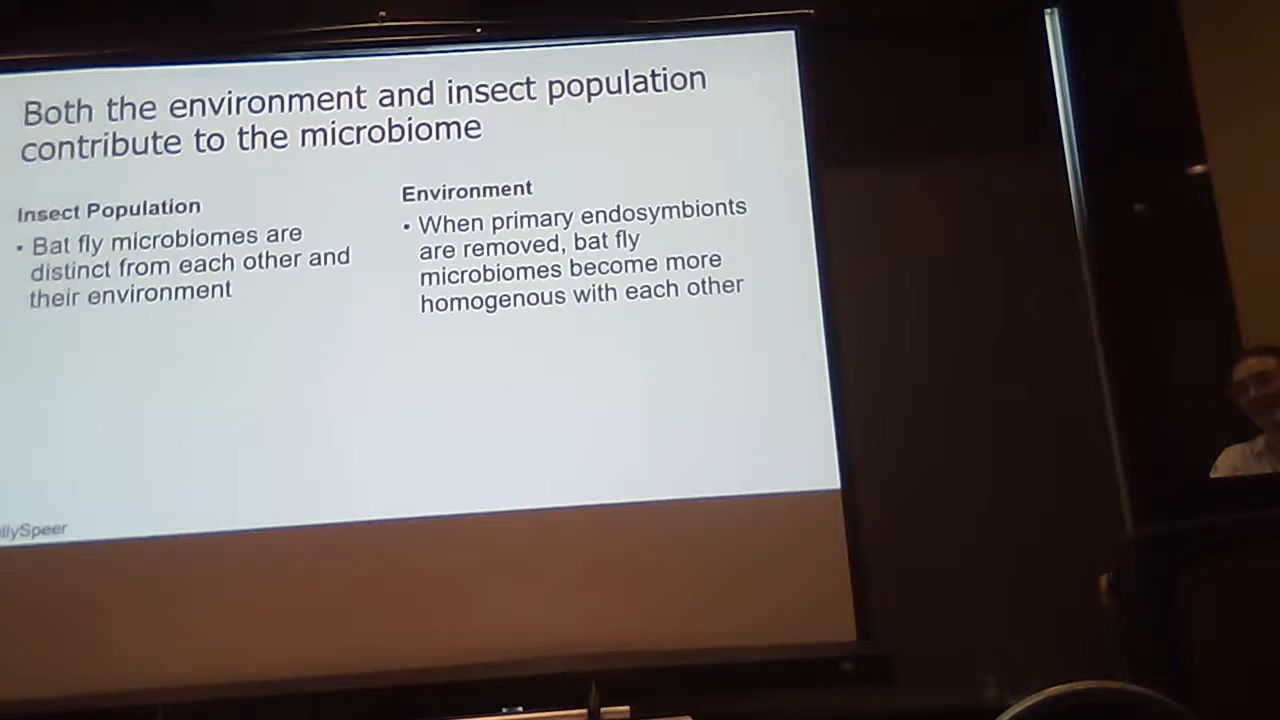 Both the environment and insect population
contribute to the microbiome
Insect Population
• Bat fly microbiomes are
distinct from each other and
their environment
Environment
• When primary endosymbionts
are removed, bat fly
microbiomes become more
homogenous with each other
llySpeer